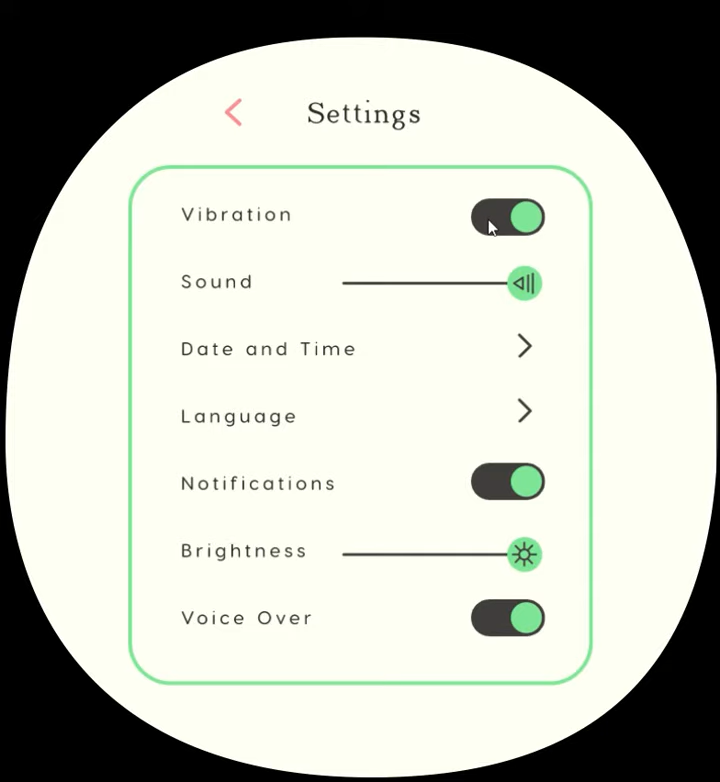 Settings
Vibration
Sound
Date and Time
Language
Notifications
Brightness
Voice Over